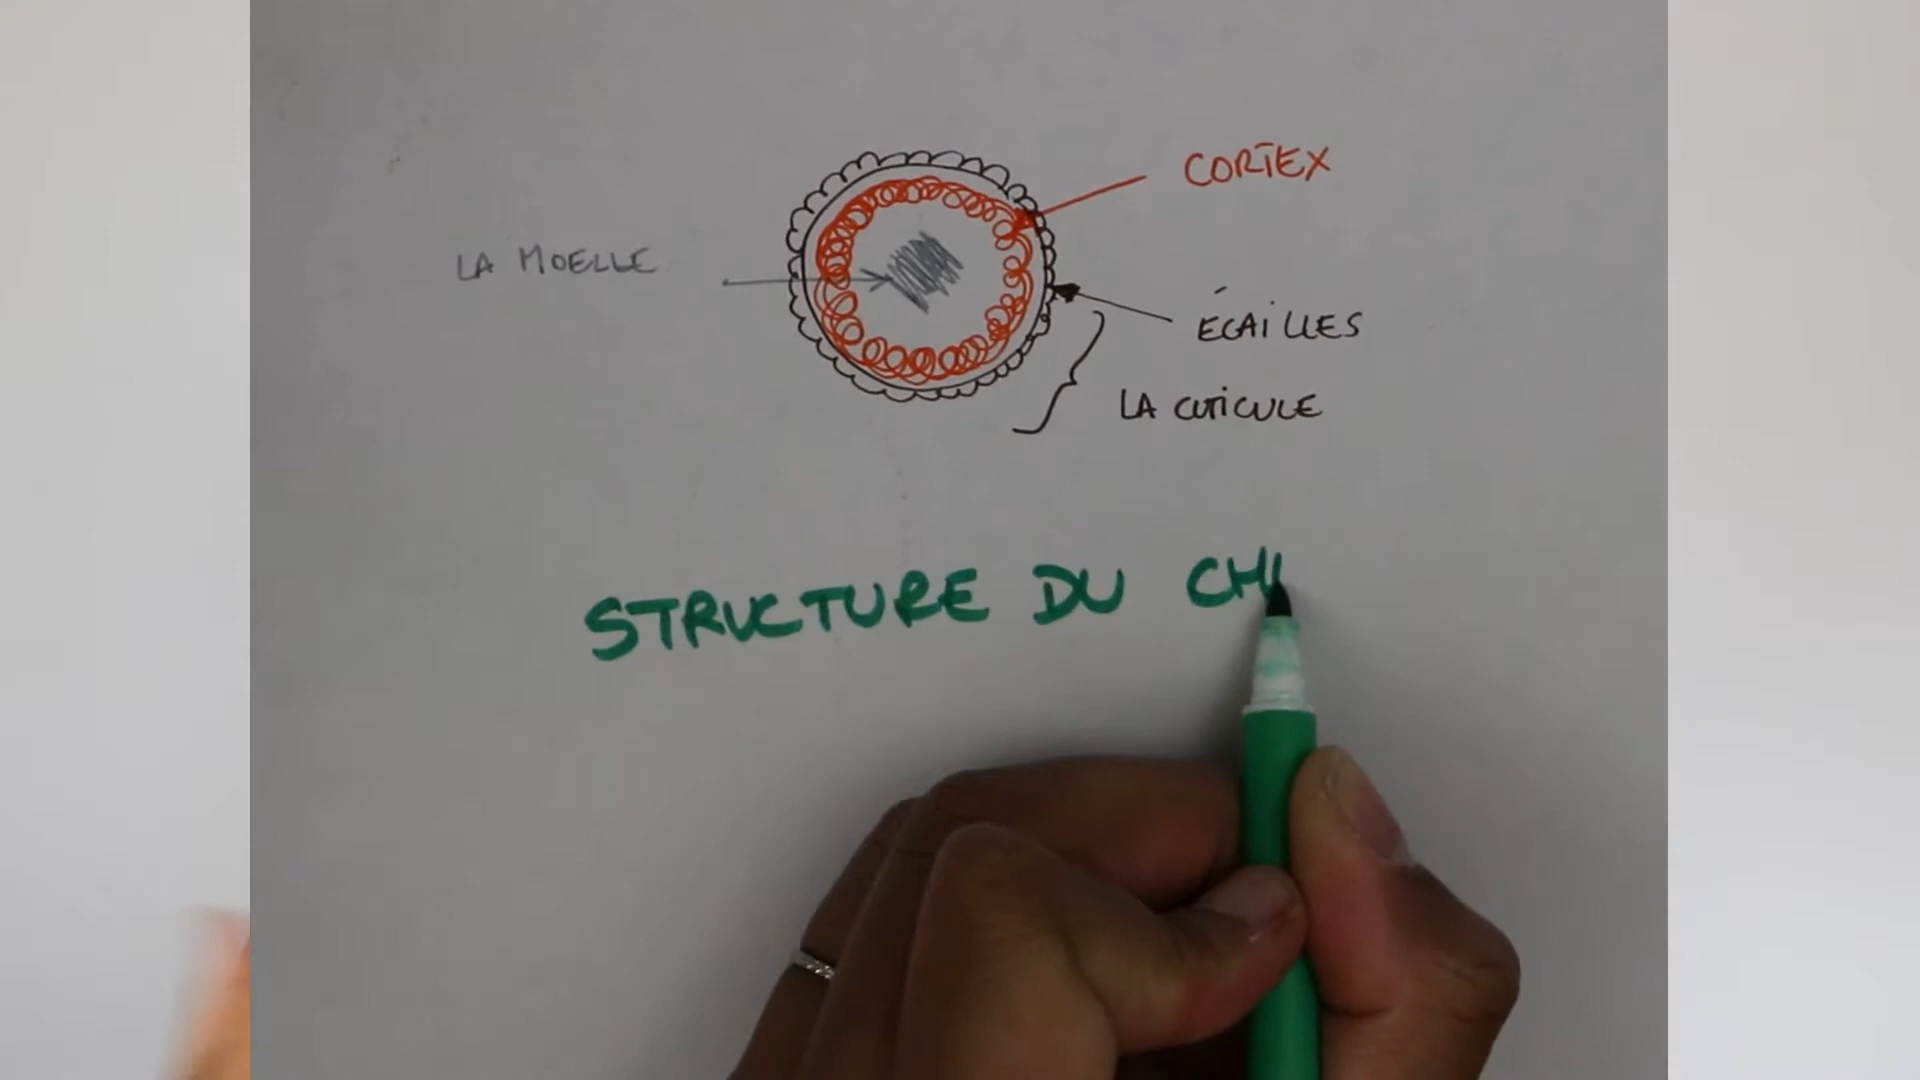 CORTEX
LA MOELLE
ÉCAILLES
LA CUTICULE
STRUCTURE DU CH